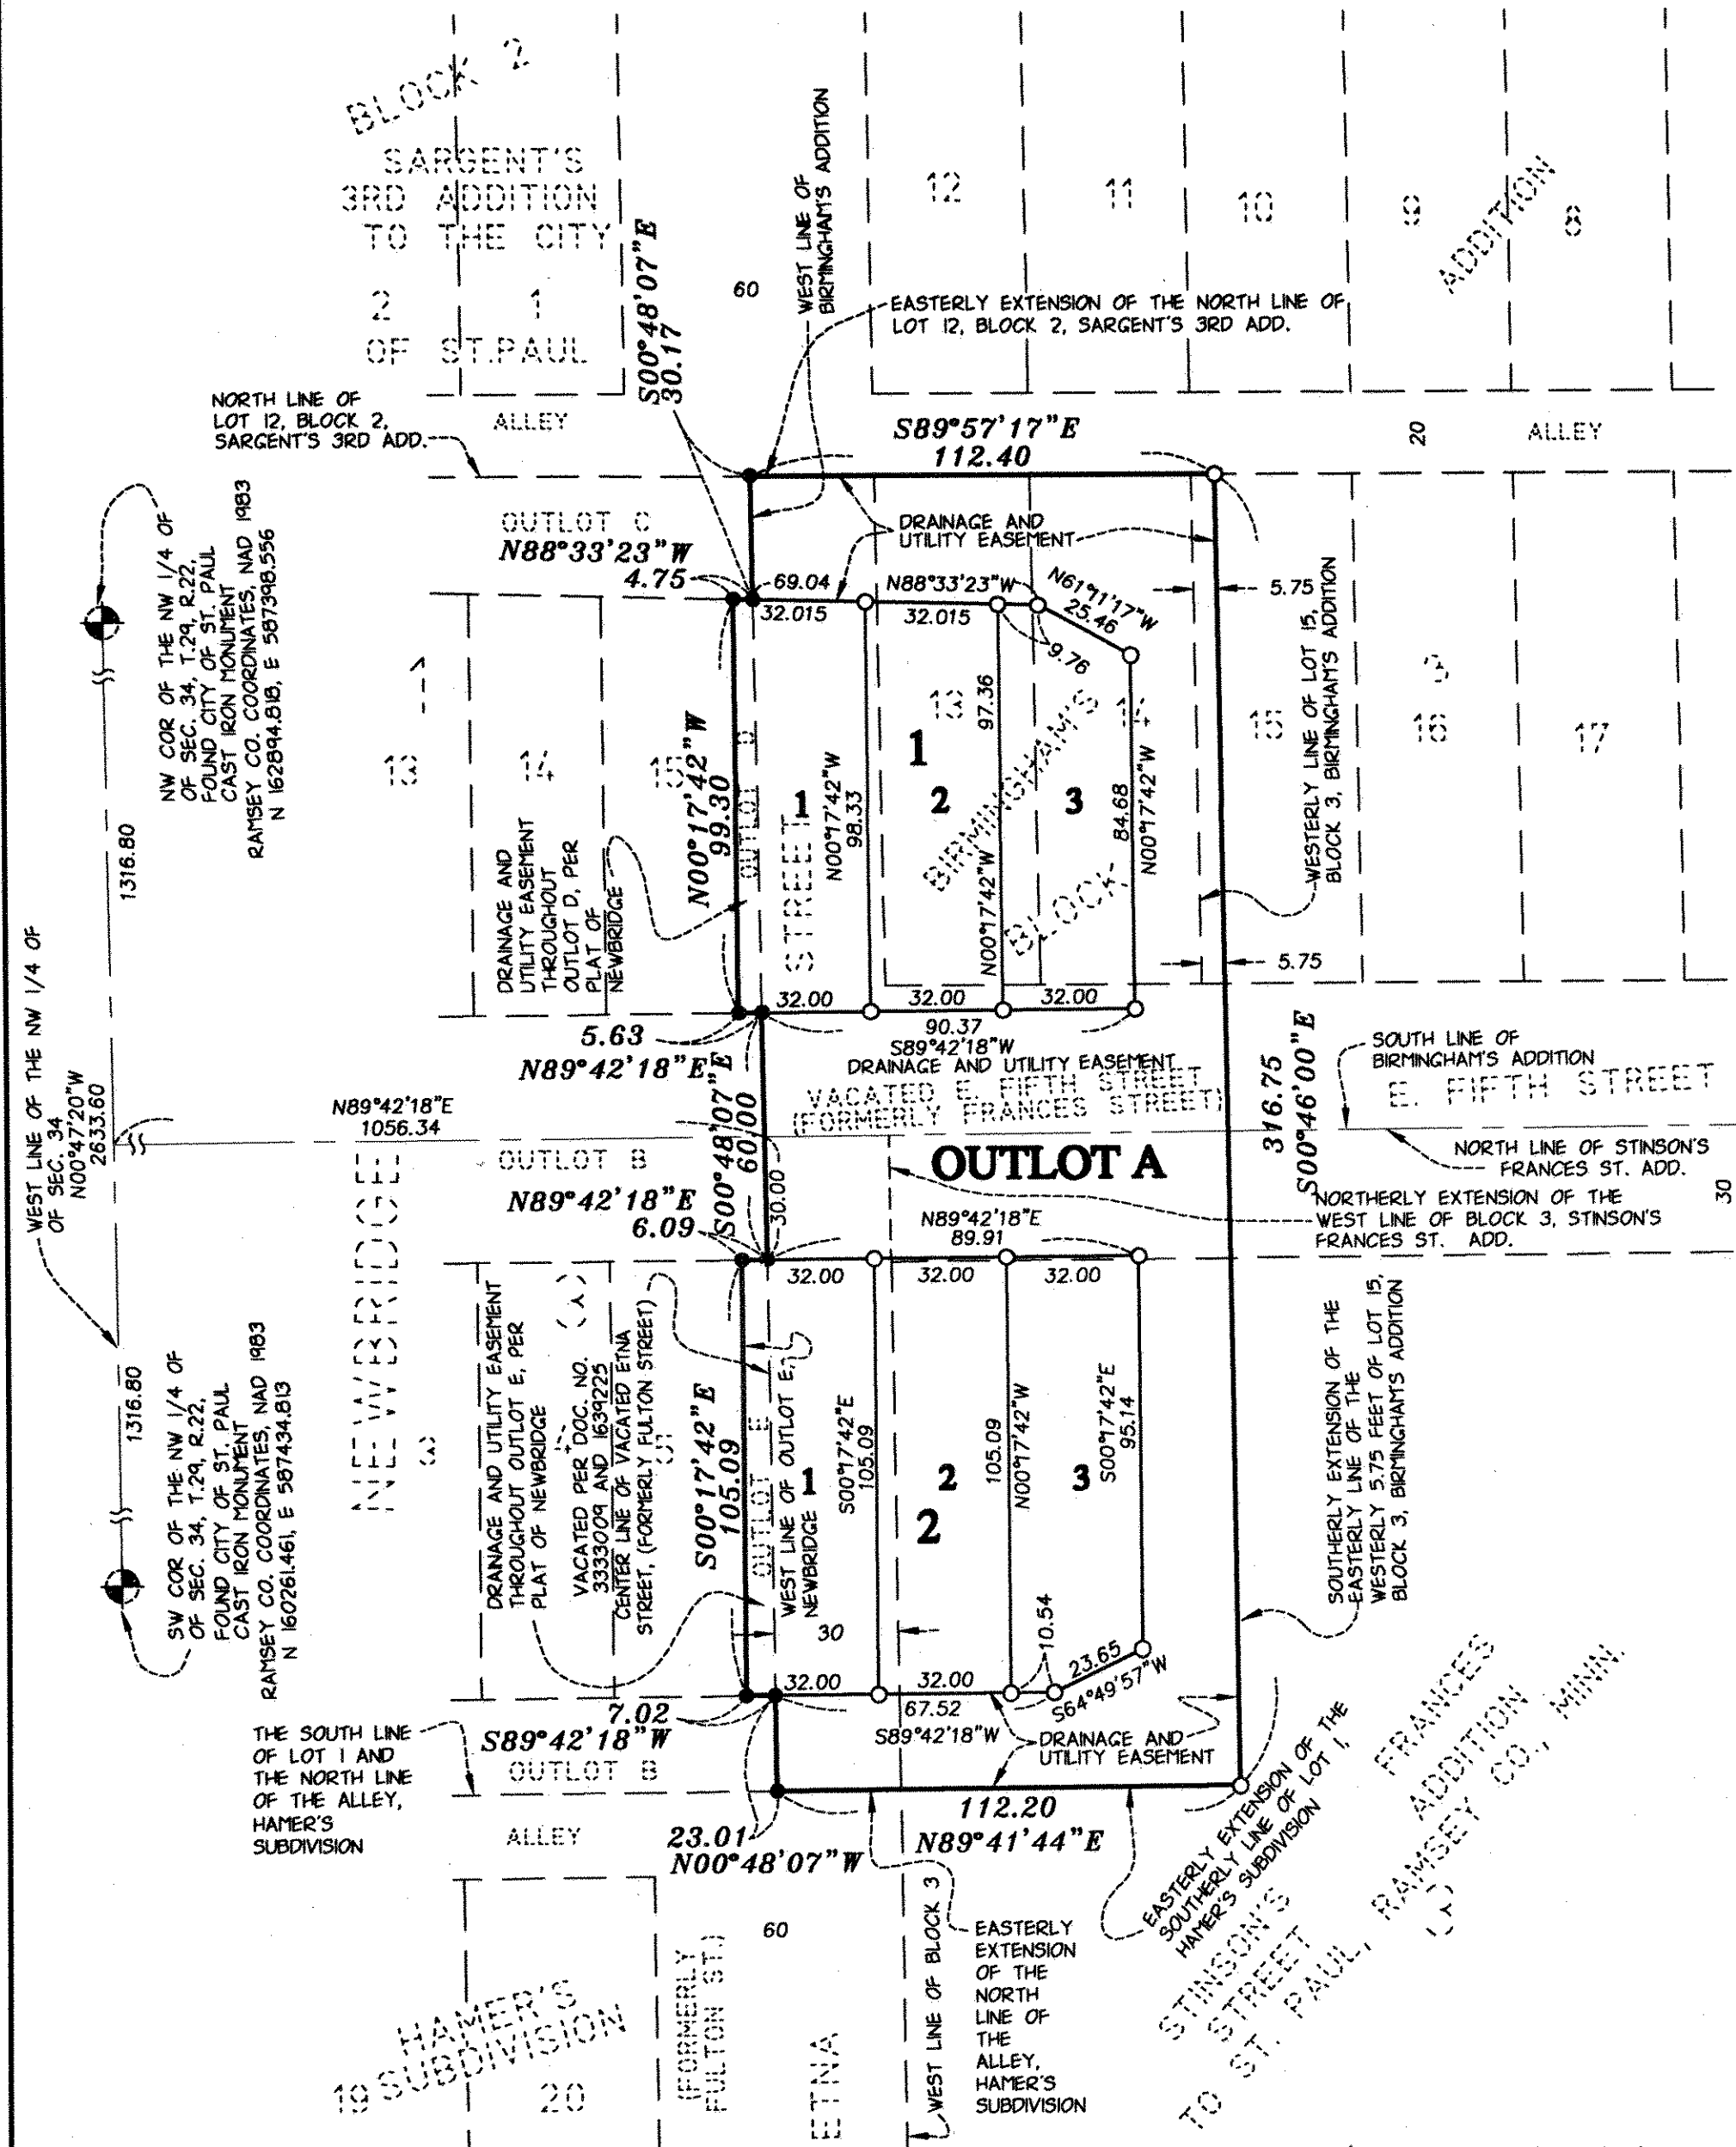 BLOCK 2
SARGENT'S
3RD ADDITION
TO THE CITY
2 1
OF ST.PAUL
S00°48'07"E
30.17
60
WEST LINE OF
BIRMINGHAM'S ADDITION
12
11
10
9
8
ADDITION
EASTERLY EXTENSION OF THE NORTH LINE OF
LOT 12, BLOCK 2, SARGENT'S 3RD ADD.
NORTH LINE OF
LOT 12, BLOCK 2,
SARGENT'S 3RD ADD.
ALLEY
S89°57'17"E
112.40
20
ALLEY
NW COR OF THE NW 1/4 OF
OF SEC. 34, T.29, R.22,
FOUND CITY OF ST. PAUL
CAST IRON MONUMENT
RAMSEY CO. COORDINATES, NAD 1983
N 162894.818, E 587398.556
OUTLOT C
N88°33'23"W
4.75
DRAINAGE AND
UTILITY EASEMENT
69.04
N88°33'23"W
32.015
32.015
N61°11'17"W
25.46
9.76
5.75
WESTERLY LINE OF LOT 15,
BLOCK 3, BIRMINGHAM'S ADDITION
13
14
15
N00°17'42"W
99.30
OUTLOT D
STREET
1
N00°17'42"W
98.33
1
2
13
97.36
N00°17'42"W
BIRMINGHAM'S
BLOCK
14
3
84.68
N00°17'42"W
15
3
16
17
1316.80
DRAINAGE AND
UTILITY EASEMENT
THROUGHOUT
OUTLOT D, PER
PLAT OF
NEWBRIDGE
5.75
32.00
32.00
32.00
90.37
S89°42'18"W
5.63
N89°42'18"E
DRAINAGE AND UTILITY EASEMENT
VACATED E. FIFTH STREET
(FORMERLY FRANCES STREET)
S00°48'07"E
60.00
316.75
S00°46'00"E
SOUTH LINE OF
BIRMINGHAM'S ADDITION
E. FIFTH STREET
WEST LINE OF THE NW 1/4 OF
OF SEC. 34
N00°47'20"W
2633.60
N89°42'18"E
1056.34
OUTLOT B
OUTLOT A
NORTH LINE OF STINSON'S
FRANCES ST. ADD.
N89°42'18"E
6.09
30.00
N89°42'18"E
89.91
NORTHERLY EXTENSION OF THE
WEST LINE OF BLOCK 3, STINSON'S
FRANCES ST. ADD.
30
32.00
32.00
32.00
NEWBRIDGE
3
DRAINAGE AND UTILITY EASEMENT
THROUGHOUT OUTLOT E, PER
PLAT OF NEWBRIDGE
VACATED PER DOC. NO.
3333009 AND 1639225
CENTER LINE OF VACATED ETNA
STREET, (FORMERLY FULTON STREET)
S00°17'42"E
105.09
OUTLOT E
WEST LINE OF OUTLOT E,
NEWBRIDGE
1
S00°17'42"E
105.09
2
2
105.09
N00°17'42"W
3
S00°17'42"E
95.14
SOUTHERLY EXTENSION OF THE
EASTERLY LINE OF THE
WESTERLY 5.75 FEET OF LOT 15,
BLOCK 3, BIRMINGHAM'S ADDITION
1316.80
SW COR OF THE NW 1/4 OF
OF SEC. 34, T.29, R.22,
FOUND CITY OF ST. PAUL
CAST IRON MONUMENT
RAMSEY CO. COORDINATES, NAD 1983
N 160261.461, E 587434.813
30
10.54
23.65
S64°49'57"W
32.00
32.00
67.52
S89°42'18"W
7.02
S89°42'18"W
OUTLOT B
DRAINAGE AND
UTILITY EASEMENT
THE SOUTH LINE
OF LOT 1 AND
THE NORTH LINE
OF THE ALLEY,
HAMER'S
SUBDIVISION
ALLEY
23.01
N00°48'07"W
112.20
N89°41'44"E
EASTERLY EXTENSION OF THE
SOUTHERLY LINE OF LOT 1,
HAMER'S SUBDIVISION
STINSON'S FRANCES
STREET ADDITION
TO ST. PAUL, RAMSEY CO., MINN.
3
60
HAMER'S
SUBDIVISION
19
20
(FORMERLY
FULTON ST.)
ETNA
WEST LINE OF BLOCK 3
EASTERLY
EXTENSION
OF THE
NORTH
LINE OF
THE
ALLEY,
HAMER'S
SUBDIVISION